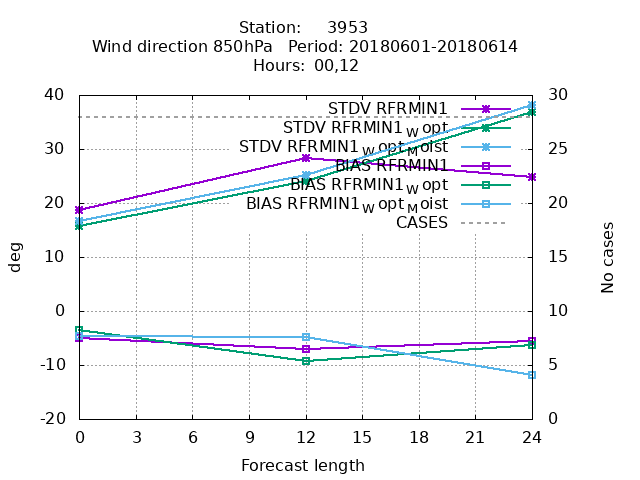 Station: 3953
Wind direction 850hPa Period: 20180601-20180614
Hours: 00,12
STDV RFRMIN1
STDV RFRMIN1_W opt
STDV RFRMIN1_W opt_M oist
BIAS RFRMIN1
BIAS RFRMIN1_W opt
BIAS RFRMIN1_W opt_M oist
CASES
40
30
20
10
0
-10
-20
deg
30
25
20
15
10
5
0
No cases
0 3 6 9 12 15 18 21 24
Forecast length